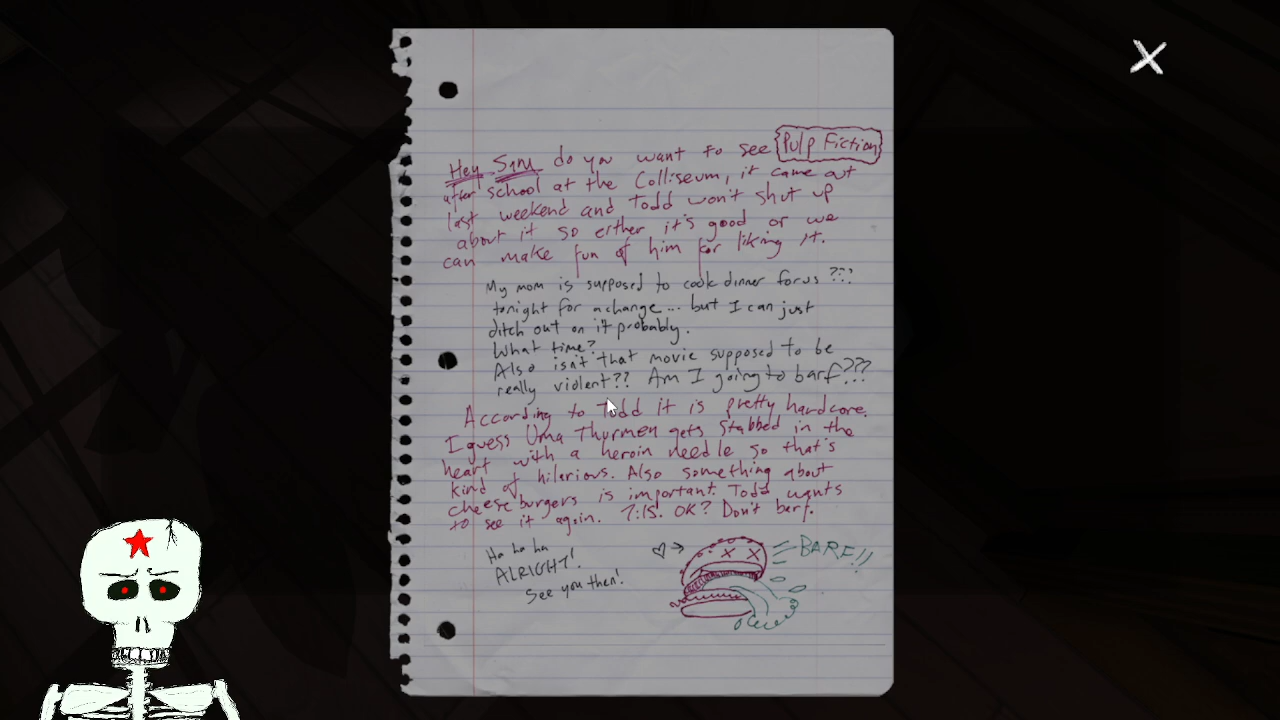 Hey Sam do you want to see Pulp Fiction
after school at the Colliseum, it came out
last weekend and Todd won't shut up
about it so either it's good or we
can make fun of him for liking it.
My mom is supposed to cook dinner for us ???
tonight for a change... but I can just
ditch out on it probably.
What time?
Also isn't that movie supposed to be
really violent?? Am I going to barf???
According to Todd it is pretty hardcore.
I guess Uma Thurmen gets stabbed in the
heart with a heroin needle so that's
kind of hilarious. Also something about
cheeseburgers is important. Todd wants
to see it again. 7:15. OK? Don't barf.
Ha ha ha
ALRIGHT!
See you then!
BARF!!